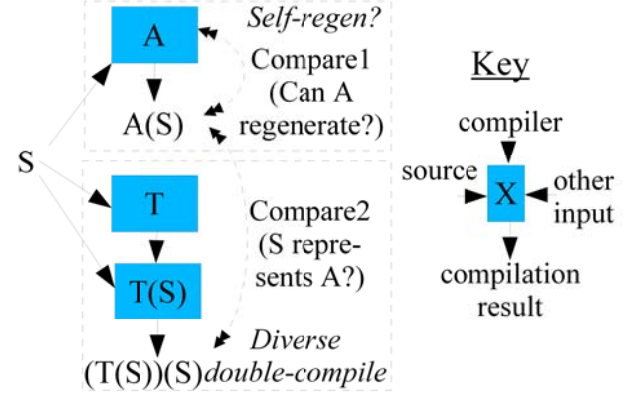 Self-regen?
A
Compare1
(Can A
regenerate?)
A(S)
S
T
Compare2
(S repre-
sents A?)
T(S)
Diverse
(T(S))(S)double-compile
Key
compiler
source
X
other
input
compilation
result